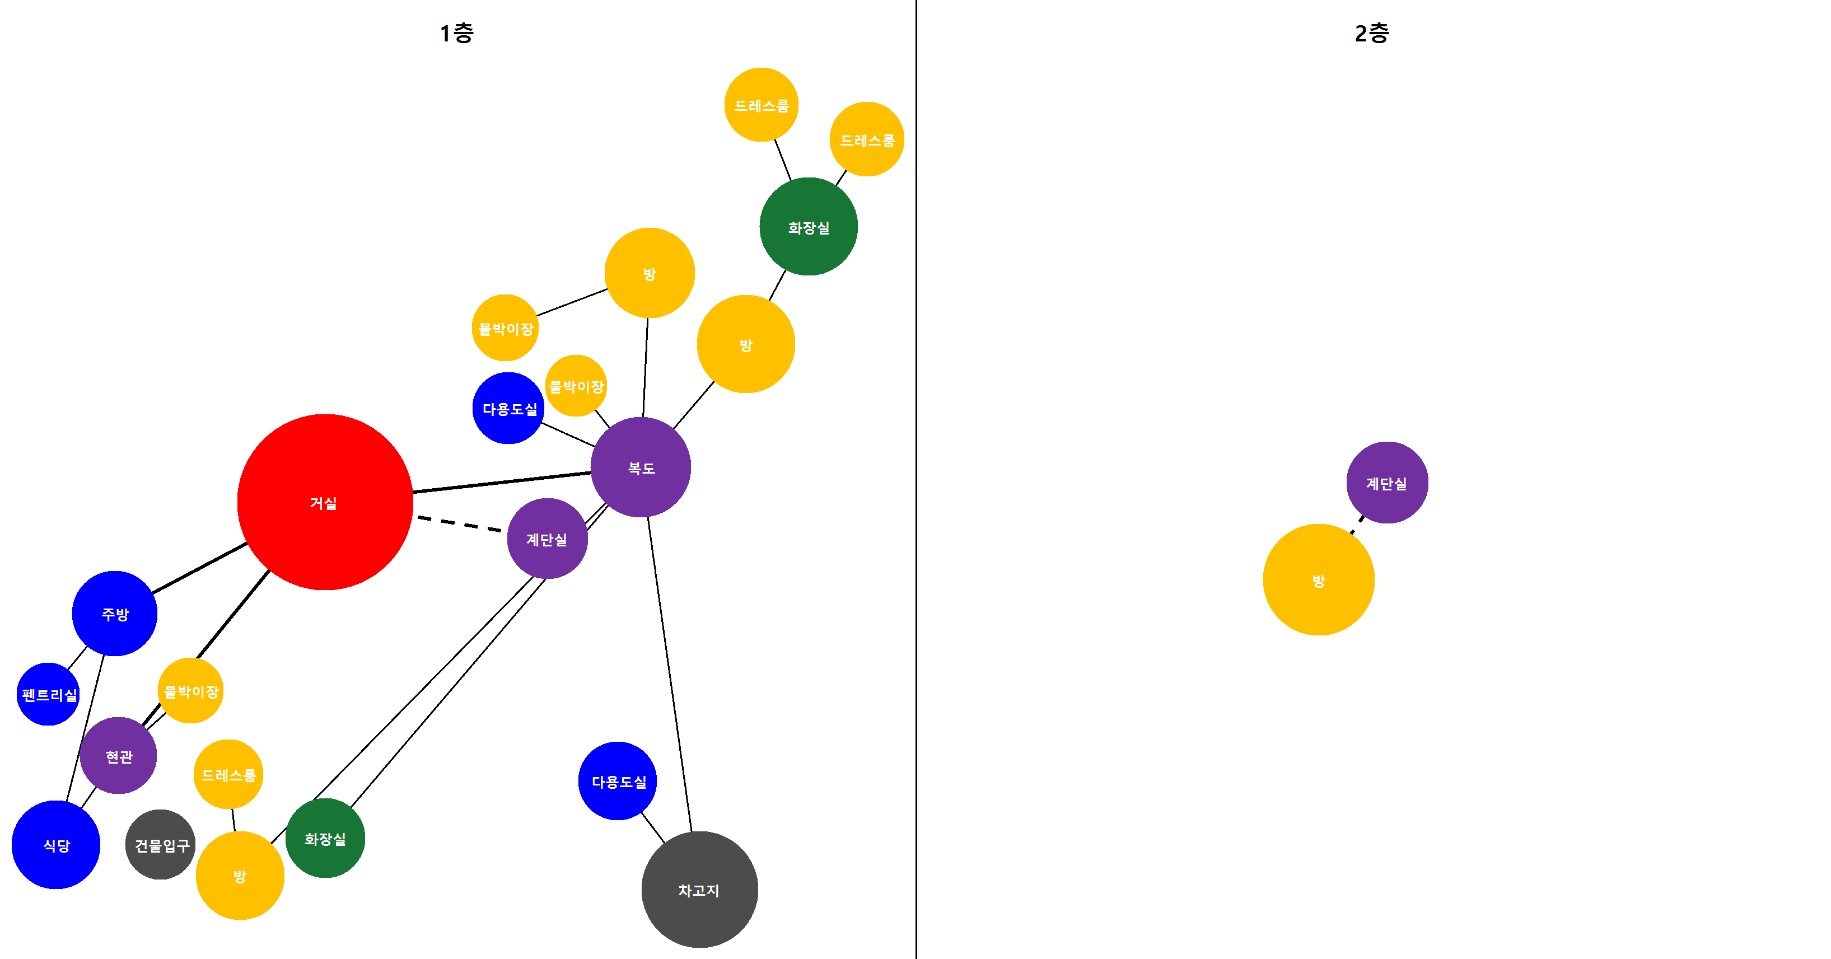 1층
2층
드레스룸
드레스룸
화장실
방
붙박이장
방
붙박이장
다용도실
복도
계단실
거실
계단실
방
주방
펜트리실
붙박이장
현관
드레스룸
다용도실
화장실
식당
건물입구
방
차고지